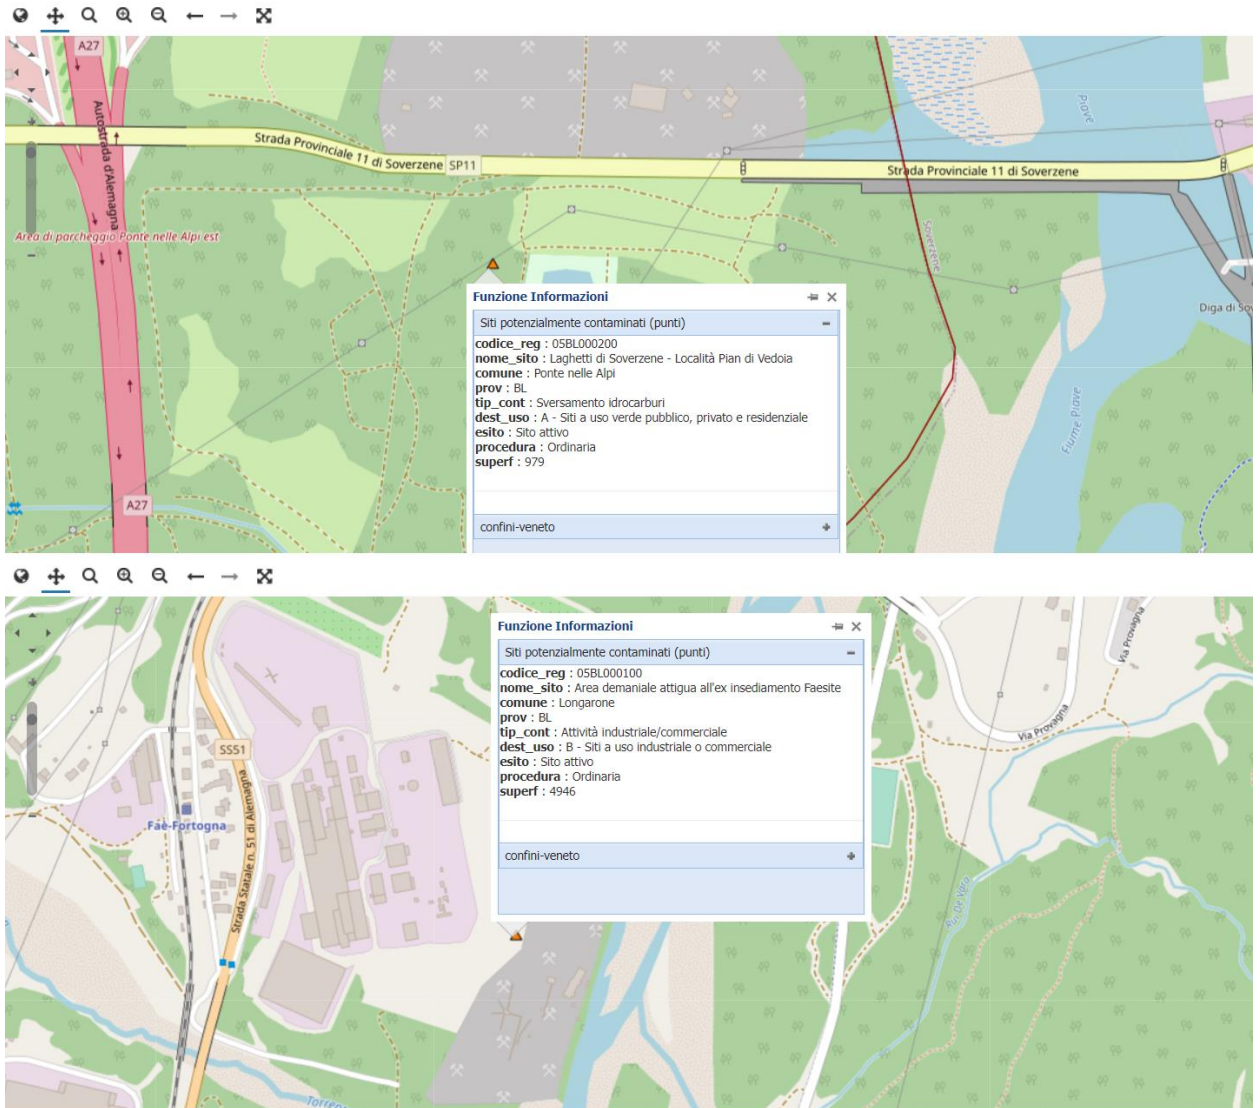 A27
Autostrada d'Alemagna
Strada Provinciale 11 di Soverzene
SP11
Strada Provinciale 11 di Soverzene
Piave
Area di parcheggio Ponte nelle Alpi est
Soverzene
Diga di So
Fiume Piave
A27
Funzione Informazioni
Siti potenzialmente contaminati (punti)
codice_reg : 05BL000200
nome_sito : Laghetti di Soverzene - Località Pian di Vedoia
comune : Ponte nelle Alpi
prov : BL
tip_cont : Sversamento idrocarburi
dest_uso : A - Siti a uso verde pubblico, privato e residenziale
esito : Sito attivo
procedura : Ordinaria
superf : 979
confini-veneto
Funzione Informazioni
Siti potenzialmente contaminati (punti)
codice_reg : 05BL000100
nome_sito : Area demaniale attigua all'ex insediamento Faesite
comune : Longarone
prov : BL
tip_cont : Attività industriale/commerciale
dest_uso : B - Siti a uso industriale o commerciale
esito : Sito attivo
procedura : Ordinaria
superf : 4946
confini-veneto
SS51
Faè-Fortogna
Strada Statale n. 51 di Alemagna
Via Provagna
Via Provagna
Rui De Vara
Torren